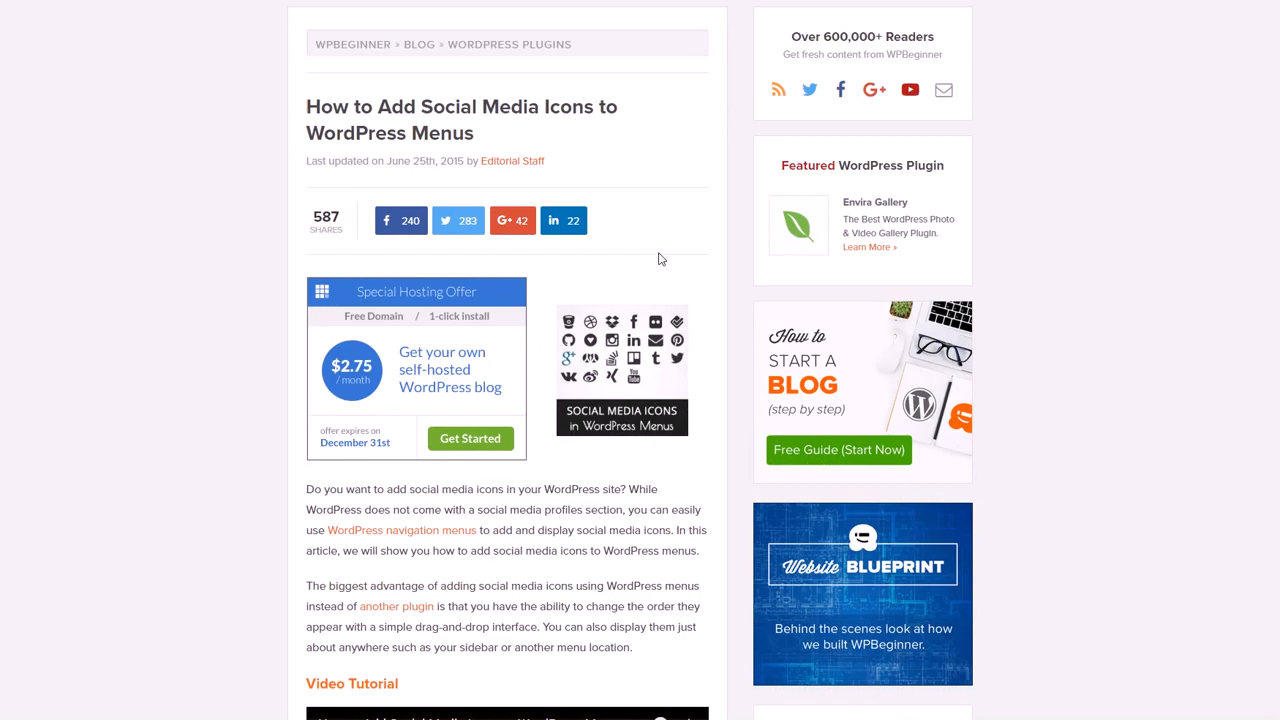 WPBEGINNER » BLOG » WORDPRESS PLUGINS
How to Add Social Media Icons to
WordPress Menus
Last updated on June 25th, 2015 by Editorial Staff
587
SHARES
240
283
G+ 42
in 22
Special Hosting Offer
Free Domain / 1-click install
$2.75
/ month
Get your own
self-hosted
WordPress blog
offer expires on
December 31st
Get Started
SOCIAL MEDIA ICONS
in WordPress Menus
Do you want to add social media icons in your WordPress site? While
WordPress does not come with a social media profiles section, you can easily
use WordPress navigation menus to add and display social media icons. In this
article, we will show you how to add social media icons to WordPress menus.
The biggest advantage of adding social media icons using WordPress menus
instead of another plugin is that you have the ability to change the order they
appear with a simple drag-and-drop interface. You can also display them just
about anywhere such as your sidebar or another menu location.
Video Tutorial
Over 600,000+ Readers
Get fresh content from WPBeginner
G+
Featured WordPress Plugin
Envira Gallery
The Best WordPress Photo
& Video Gallery Plugin.
Learn More »
How to
START A
BLOG
(step by step)
Free Guide (Start Now)
Website BLUEPRINT
Behind the scenes look at how
we built WPBeginner.